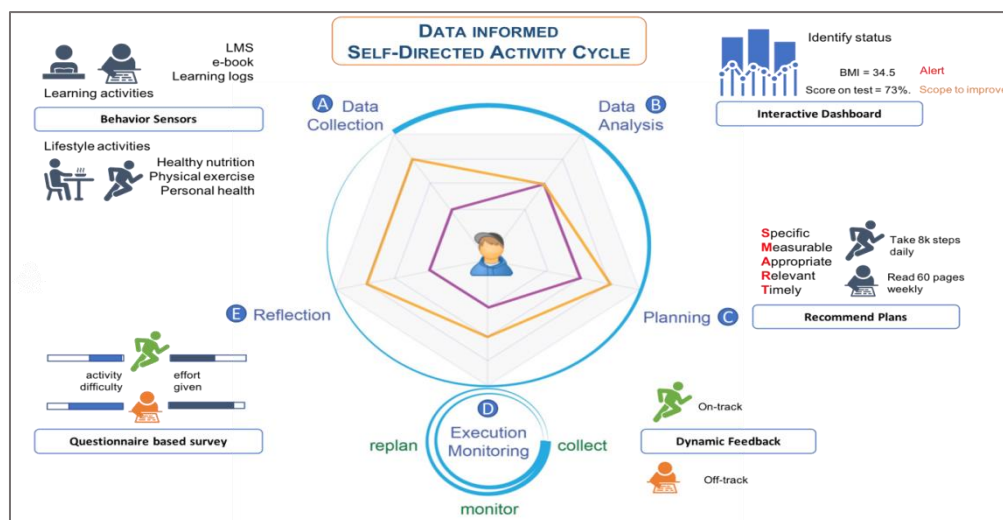 DATA INFORMED
SELF-DIRECTED ACTIVITY CYCLE
LMS
e-book
Learning logs
Learning activities
Behavior Sensors
Lifestyle activities
Healthy nutrition
Physical exercise
Personal health
A Data
Collection
Data B
Analysis
Identify status
BMI = 34.5 Alert
Score on test = 73%. Scope to improve
Interactive Dashboard
Specific
Measurable
Appropriate
Relevant
Timely
Take 8k steps
daily
Read 60 pages
weekly
Recommend Plans
E Reflection
Planning C
activity
difficulty
effort
given
Questionnaire based survey
D
Execution
Monitoring
replan
collect
monitor
On-track
Dynamic Feedback
Off-track